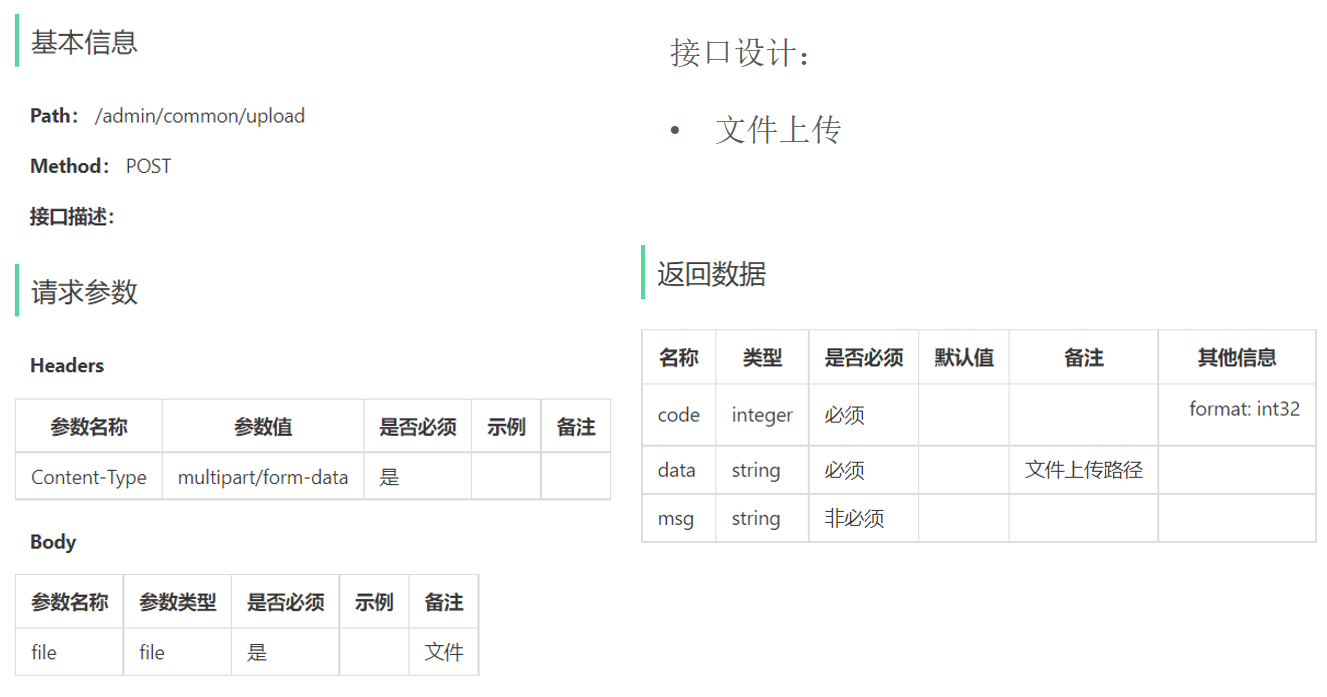 基本信息
Path： /admin/common/upload
Method： POST
接口描述：
请求参数
Headers
参数名称 参数值 是否必须 示例 备注
Content-Type multipart/form-data 是
Body
参数名称 参数类型 是否必须 示例 备注
file file 是 文件
接口设计：
• 文件上传
返回数据
名称 类型 是否必须 默认值 备注 其他信息
code integer 必须 format: int32
data string 必须 文件上传路径
msg string 非必须